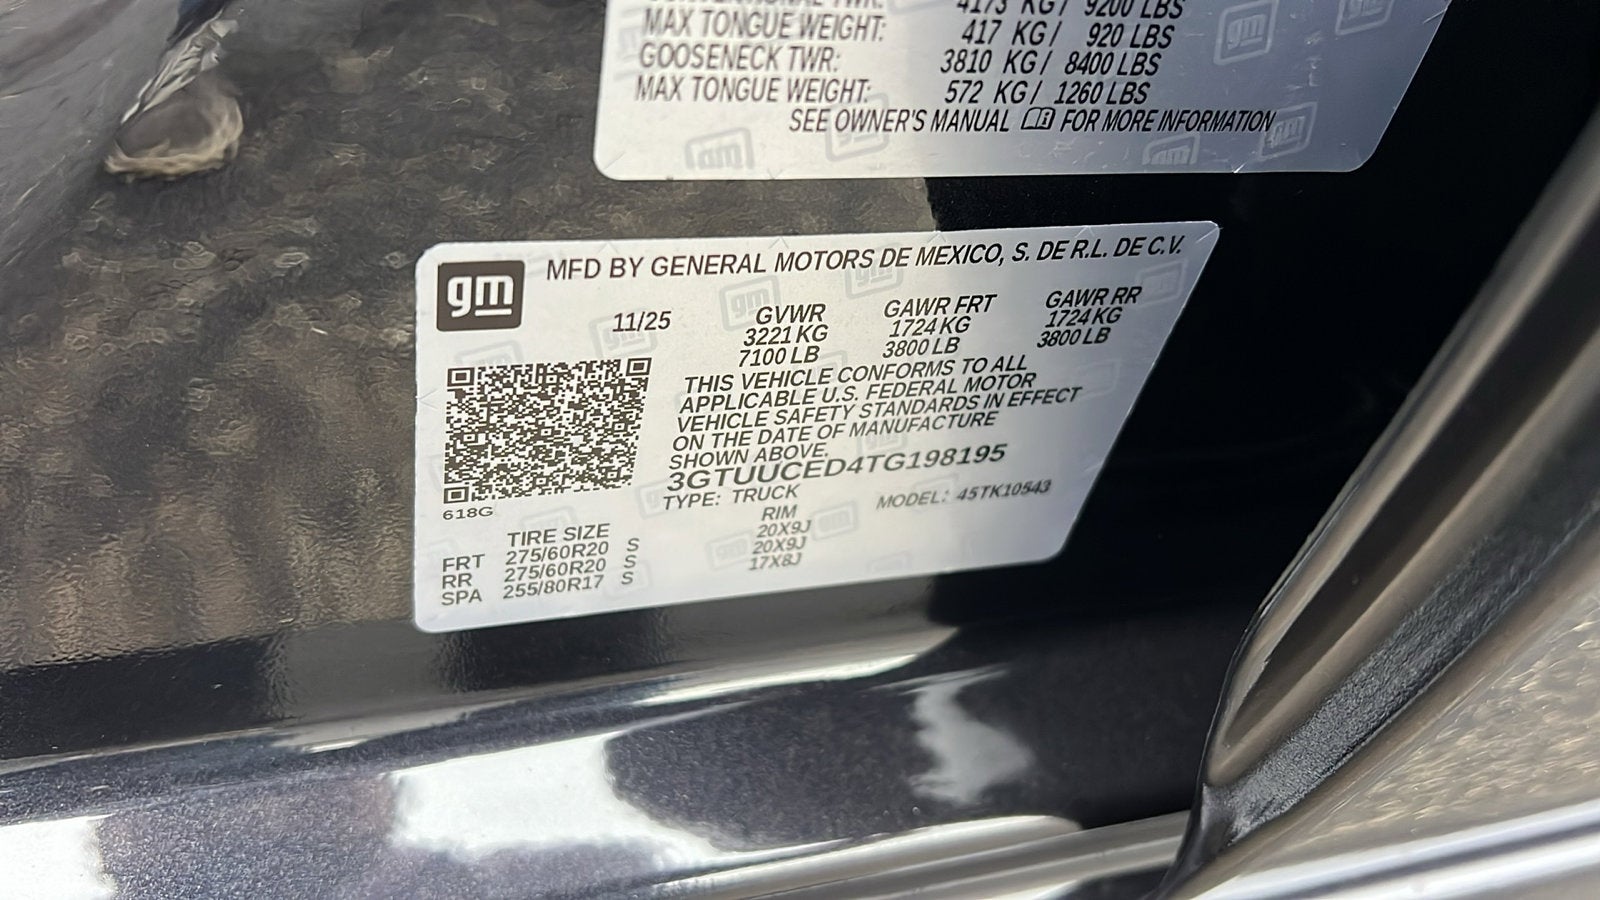 4173 KG/ 9200 LBS
MAX TONGUE WEIGHT: 417 KG/ 920 LBS
GOOSENECK TWR: 3810 KG/ 8400 LBS
MAX TONGUE WEIGHT: 572 KG/ 1260 LBS
SEE OWNER'S MANUAL FOR MORE INFORMATION
gm MFD BY GENERAL MOTORS DE MEXICO, S. DE R.L. DE C.V.
11/25 GVWR GAWR FRT GAWR RR
3221 KG 1724 KG 1724 KG
7100 LB 3800 LB 3800 LB
THIS VEHICLE CONFORMS TO ALL
APPLICABLE U.S. FEDERAL MOTOR
VEHICLE SAFETY STANDARDS IN EFFECT
ON THE DATE OF MANUFACTURE
SHOWN ABOVE.
3GTUUCED4TG198195
TYPE: TRUCK MODEL: 45TK10543
618G
TIRE SIZE RIM
FRT 275/60R20 S 20X9J
RR 275/60R20 S 20X9J
SPA 255/80R17 S 17X8J